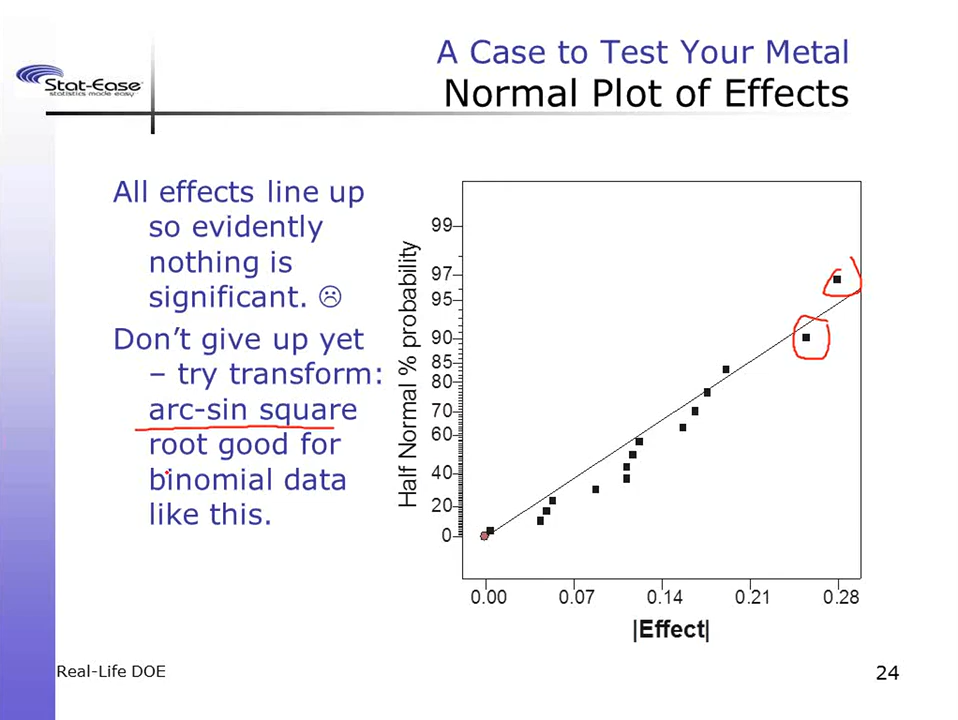 A Case to Test Your Metal
Normal Plot of Effects
Stat-Ease
statistics made easy
All effects line up
so evidently
nothing is
significant. ☹
Don't give up yet
– try transform:
arc-sin square
root good for
binomial data
like this.
Half Normal % probability
99
97
95
90
85
80
70
60
40
20
0
0.00 0.07 0.14 0.21 0.28
|Effect|
Real-Life DOE
24